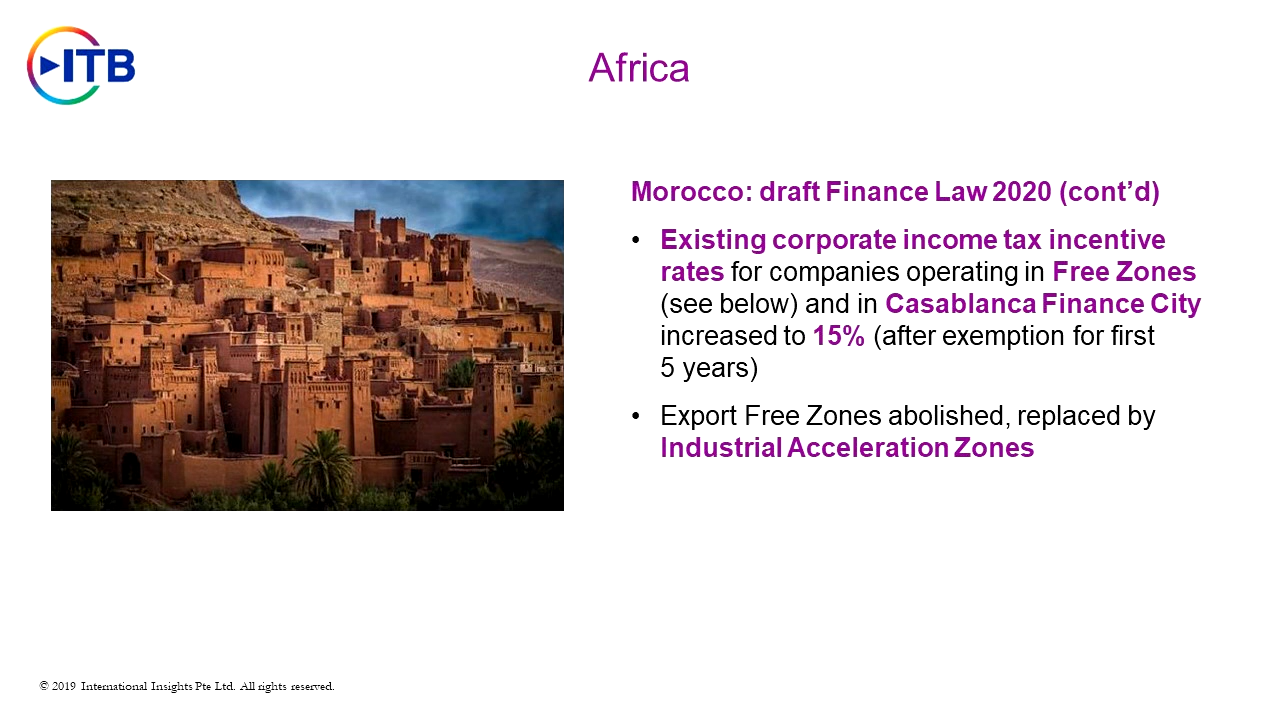 ITB
Africa
Morocco: draft Finance Law 2020 (cont’d)
• Existing corporate income tax incentive
rates for companies operating in Free Zones
(see below) and in Casablanca Finance City
increased to 15% (after exemption for first
5 years)
• Export Free Zones abolished, replaced by
Industrial Acceleration Zones
© 2019 International Insights Pte Ltd. All rights reserved.